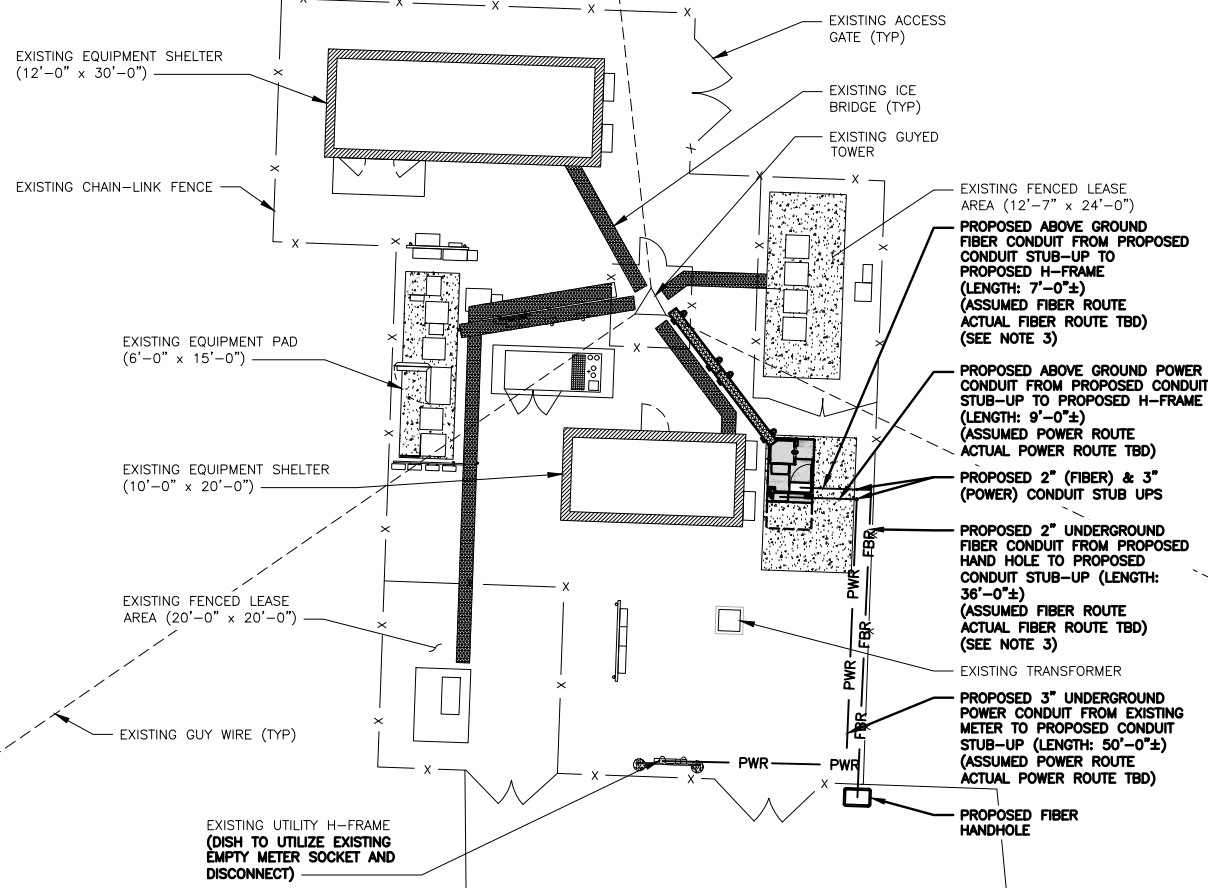 EXISTING ACCESS
GATE (TYP)
EXISTING EQUIPMENT SHELTER
(12'-0" x 30'-0")
EXISTING ICE
BRIDGE (TYP)
EXISTING GUYED
TOWER
EXISTING CHAIN-LINK FENCE
EXISTING FENCED LEASE
AREA (12'-7" x 24'-0")
PROPOSED ABOVE GROUND
FIBER CONDUIT FROM PROPOSED
CONDUIT STUB-UP TO
PROPOSED H-FRAME
(LENGTH: 7'-0"±)
(ASSUMED FIBER ROUTE
ACTUAL FIBER ROUTE TBD)
(SEE NOTE 3)
EXISTING EQUIPMENT PAD
(6'-0" x 15'-0")
PROPOSED ABOVE GROUND POWER
CONDUIT FROM PROPOSED CONDUIT
STUB-UP TO PROPOSED H-FRAME
(LENGTH: 9'-0"±)
(ASSUMED POWER ROUTE
ACTUAL POWER ROUTE TBD)
EXISTING EQUIPMENT SHELTER
(10'-0" x 20'-0")
PROPOSED 2" (FIBER) & 3"
(POWER) CONDUIT STUB UPS
PROPOSED 2" UNDERGROUND
FIBER CONDUIT FROM PROPOSED
HAND HOLE TO PROPOSED
CONDUIT STUB-UP (LENGTH:
36'-0"±)
(ASSUMED FIBER ROUTE
ACTUAL FIBER ROUTE TBD)
(SEE NOTE 3)
FBR
PWR
FBR
PWR
FBR
EXISTING FENCED LEASE
AREA (20'-0" x 20'-0")
EXISTING TRANSFORMER
PROPOSED 3" UNDERGROUND
POWER CONDUIT FROM EXISTING
METER TO PROPOSED CONDUIT
STUB-UP (LENGTH: 50'-0"±)
(ASSUMED POWER ROUTE
ACTUAL POWER ROUTE TBD)
EXISTING GUY WIRE (TYP)
PWR PWR
PROPOSED FIBER
HANDHOLE
EXISTING UTILITY H-FRAME
(DISH TO UTILIZE EXISTING
EMPTY METER SOCKET AND
DISCONNECT)